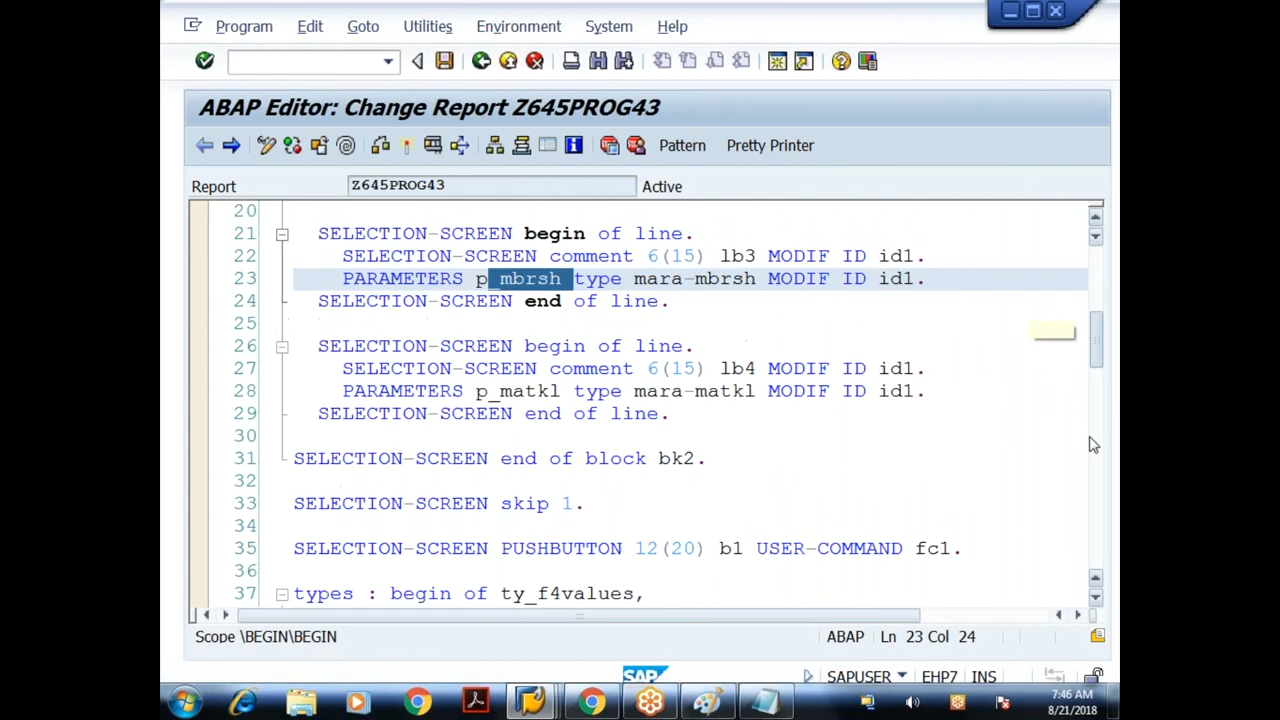 Program Edit Goto Utilities Environment System Help
ABAP Editor: Change Report Z645PROG43
Pattern Pretty Printer
Report Z645PROG43 Active
20
21 SELECTION-SCREEN begin of line.
22 SELECTION-SCREEN comment 6(15) lb3 MODIF ID id1.
23 PARAMETERS p_mbrsh type mara-mbrsh MODIF ID id1.
24 SELECTION-SCREEN end of line.
25
26 SELECTION-SCREEN begin of line.
27 SELECTION-SCREEN comment 6(15) lb4 MODIF ID id1.
28 PARAMETERS p_matkl type mara-matkl MODIF ID id1.
29 SELECTION-SCREEN end of line.
30
31 SELECTION-SCREEN end of block bk2.
32
33 SELECTION-SCREEN skip 1.
34
35 SELECTION-SCREEN PUSHBUTTON 12(20) b1 USER-COMMAND fc1.
36
37 types : begin of ty_f4values,
Scope \BEGIN\BEGIN ABAP Ln 23 Col 24
SAP SAPUSER EHP7 INS
7:46 AM
8/21/2018